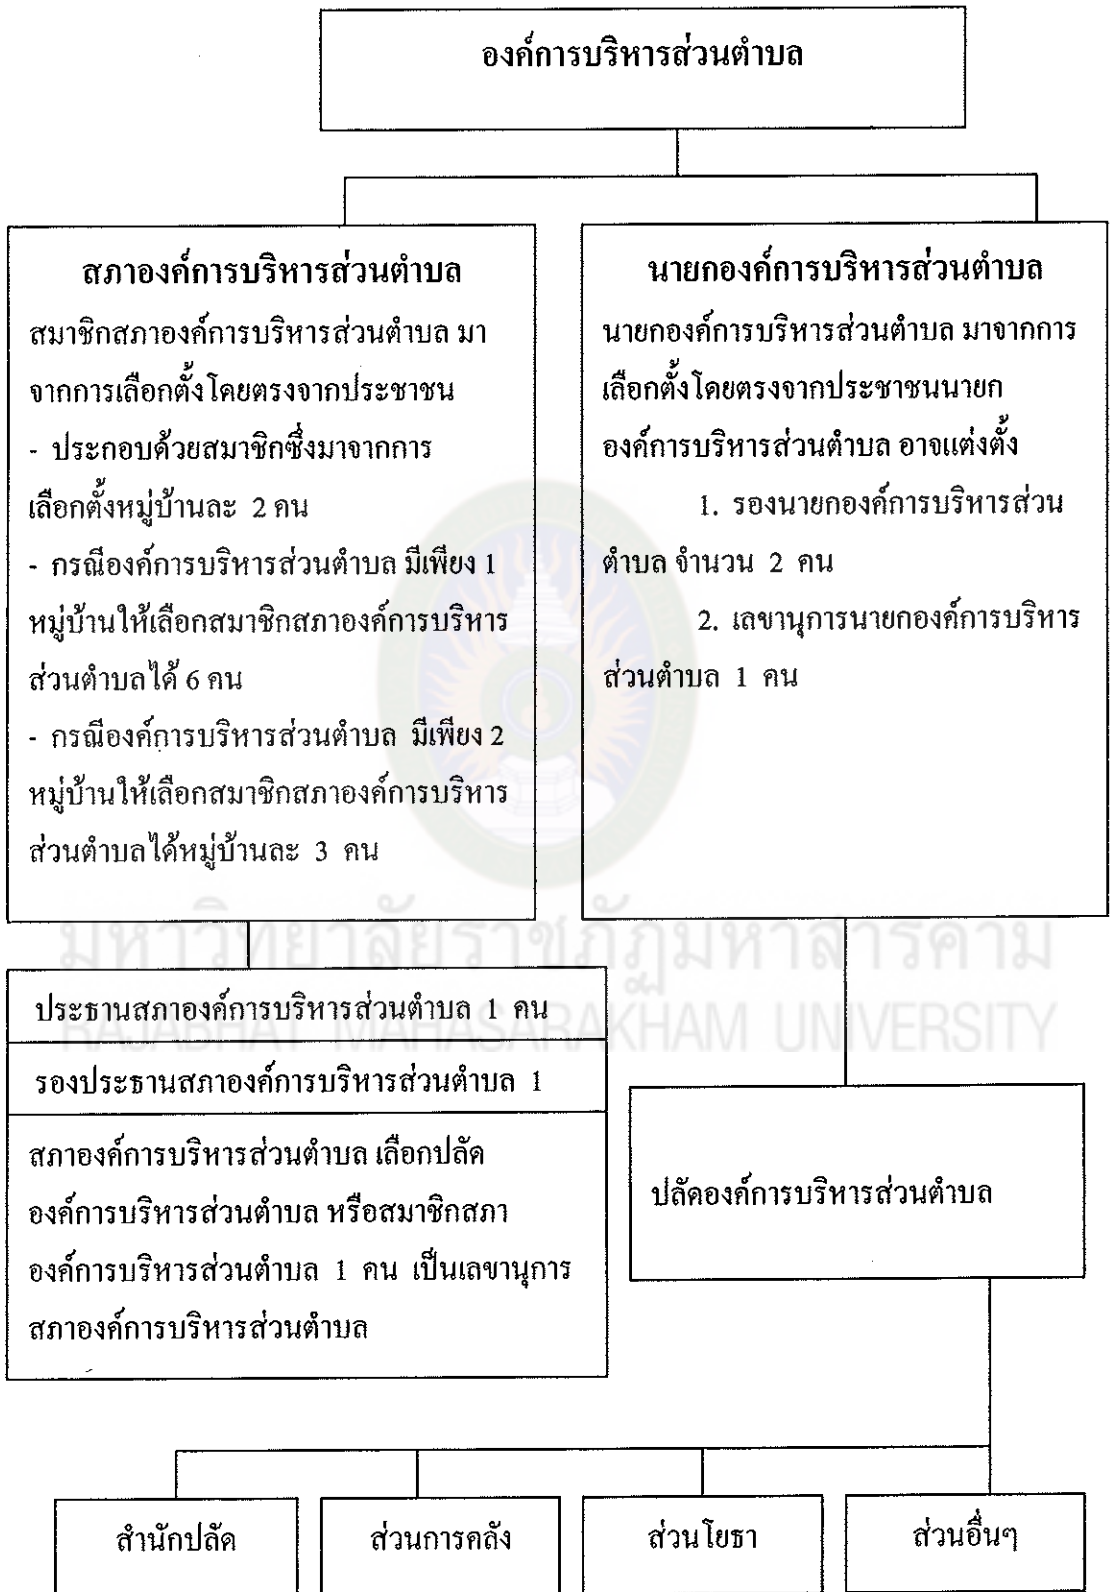 องค์การบริหารส่วนตำบล
สภาองค์การบริหารส่วนตำบล
สมาชิกสภาองค์การบริหารส่วนตำบล มา
จากการเลือกตั้งโดยตรงจากประชาชน
- ประกอบด้วยสมาชิกซึ่งมาจากการ
เลือกตั้งหมู่บ้านละ 2 คน
- กรณีองค์การบริหารส่วนตำบล มีเพียง 1
หมู่บ้านให้เลือกสมาชิกสภาองค์การบริหาร
ส่วนตำบลได้ 6 คน
- กรณีองค์การบริหารส่วนตำบล มีเพียง 2
หมู่บ้านให้เลือกสมาชิกสภาองค์การบริหาร
ส่วนตำบลได้หมู่บ้านละ 3 คน
นายกองค์การบริหารส่วนตำบล
นายกองค์การบริหารส่วนตำบล มาจากการ
เลือกตั้งโดยตรงจากประชาชนนายก
องค์การบริหารส่วนตำบล อาจแต่งตั้ง
1. รองนายกองค์การบริหารส่วน
ตำบล จำนวน 2 คน
2. เลขานุการนายกองค์การบริหาร
ส่วนตำบล 1 คน
มหาวิทยาลัยราชภัฏมหาสารคาม
RAJABHAT MAHASARAKHAM UNIVERSITY
ประธานสภาองค์การบริหารส่วนตำบล 1 คน
รองประธานสภาองค์การบริหารส่วนตำบล 1
สภาองค์การบริหารส่วนตำบล เลือกปลัด
องค์การบริหารส่วนตำบล หรือสมาชิกสภา
องค์การบริหารส่วนตำบล 1 คน เป็นเลขานุการ
สภาองค์การบริหารส่วนตำบล
ปลัดองค์การบริหารส่วนตำบล
สำนักปลัด
ส่วนการคลัง
ส่วนโยธา
ส่วนอื่นๆ